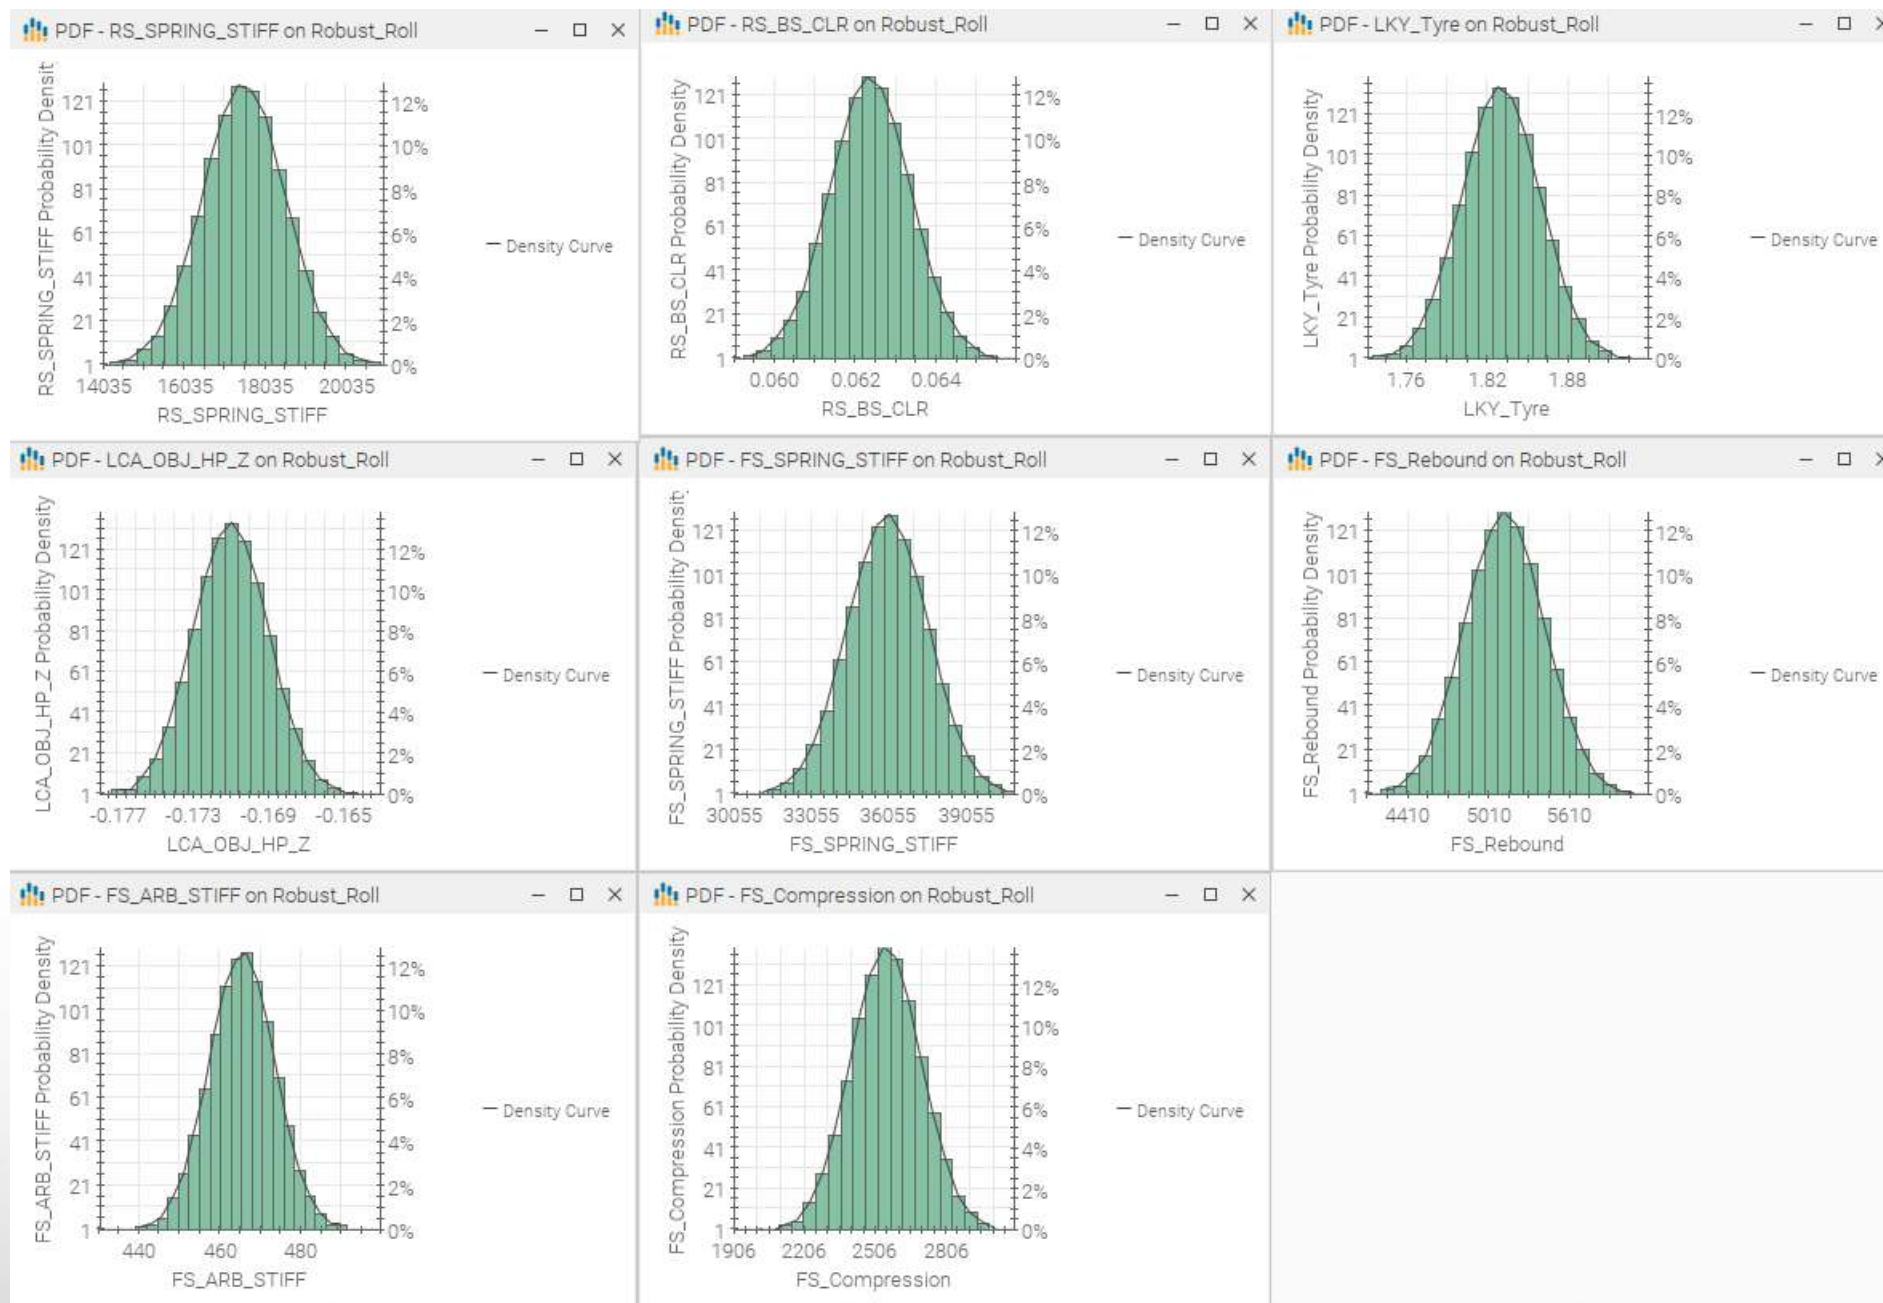 PDF - RS_SPRING_STIFF on Robust_Roll
RS_SPRING_STIFF Probability Densit
121
101
81
61
41
21
1
12%
10%
8%
6%
4%
2%
0%
14035 16035 18035 20035
RS_SPRING_STIFF
Density Curve
PDF - RS_BS_CLR on Robust_Roll
RS_BS_CLR Probability Density
121
101
81
61
41
21
1
12%
10%
8%
6%
4%
2%
0%
0.060 0.062 0.064
RS_BS_CLR
Density Curve
PDF - LKY_Tyre on Robust_Roll
LKY_Tyre Probability Density
121
101
81
61
41
21
1
12%
10%
8%
6%
4%
2%
0%
1.76 1.82 1.88
LKY_Tyre
Density Curve
PDF - LCA_OBJ_HP_Z on Robust_Roll
LCA_OBJ_HP_Z Probability Density
121
101
81
61
41
21
1
12%
10%
8%
6%
4%
2%
0%
-0.177 -0.173 -0.169 -0.165
LCA_OBJ_HP_Z
Density Curve
PDF - FS_SPRING_STIFF on Robust_Roll
FS_SPRING_STIFF Probability Densit
121
101
81
61
41
21
1
12%
10%
8%
6%
4%
2%
0%
30055 33055 36055 39055
FS_SPRING_STIFF
Density Curve
PDF - FS_Rebound on Robust_Roll
FS_Rebound Probability Density
121
101
81
61
41
21
1
12%
10%
8%
6%
4%
2%
0%
4410 5010 5610
FS_Rebound
Density Curve
PDF - FS_ARB_STIFF on Robust_Roll
FS_ARB_STIFF Probability Density
121
101
81
61
41
21
1
12%
10%
8%
6%
4%
2%
0%
440 460 480
FS_ARB_STIFF
Density Curve
PDF - FS_Compression on Robust_Roll
FS_Compression Probability Density
121
101
81
61
41
21
1
12%
10%
8%
6%
4%
2%
0%
1906 2206 2506 2806
FS_Compression
Density Curve